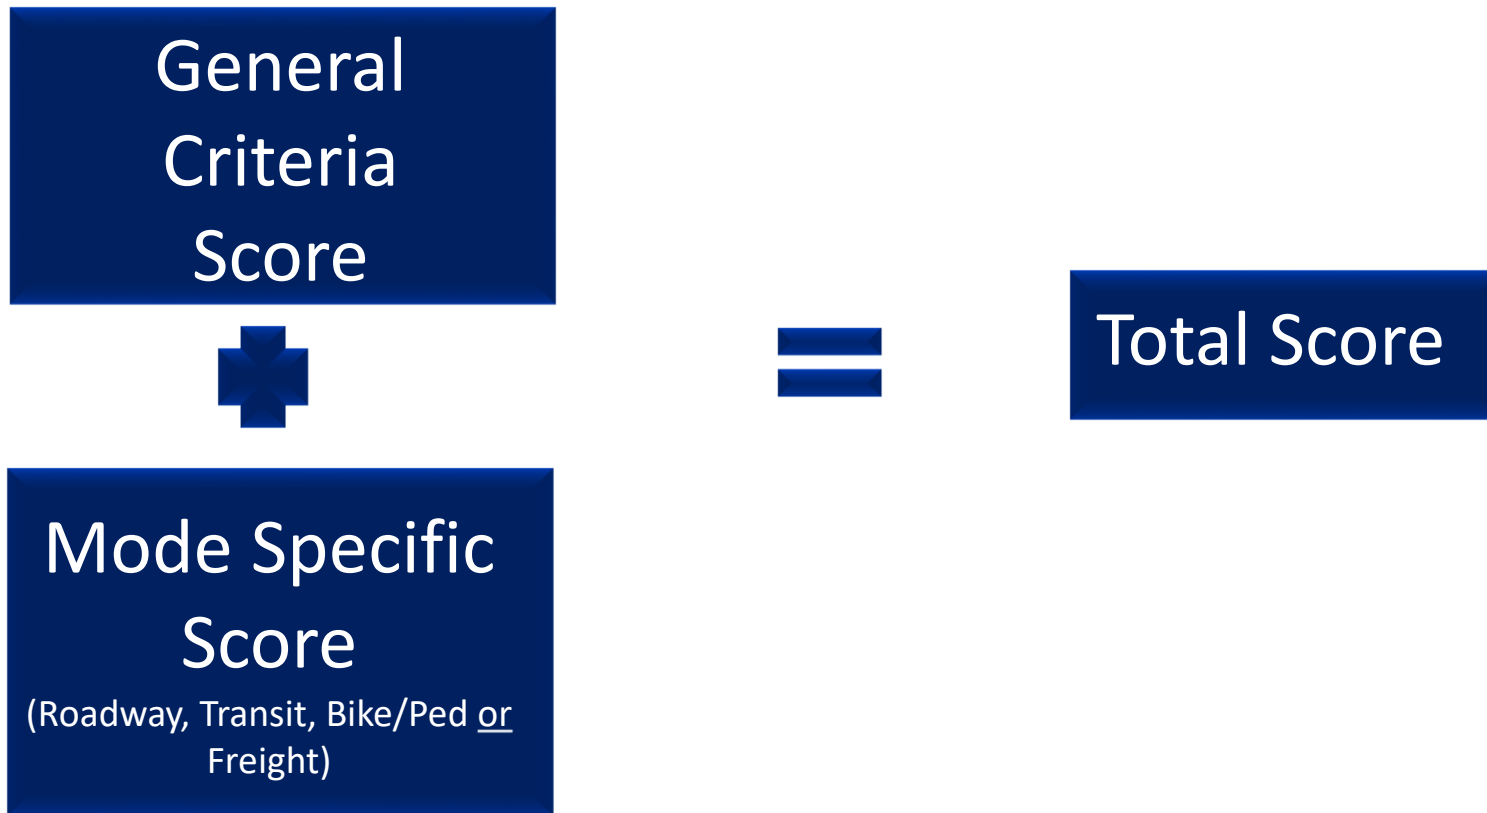 General
Criteria
Score
Mode Specific
Score
(Roadway, Transit, Bike/Ped or
Freight)
Total Score